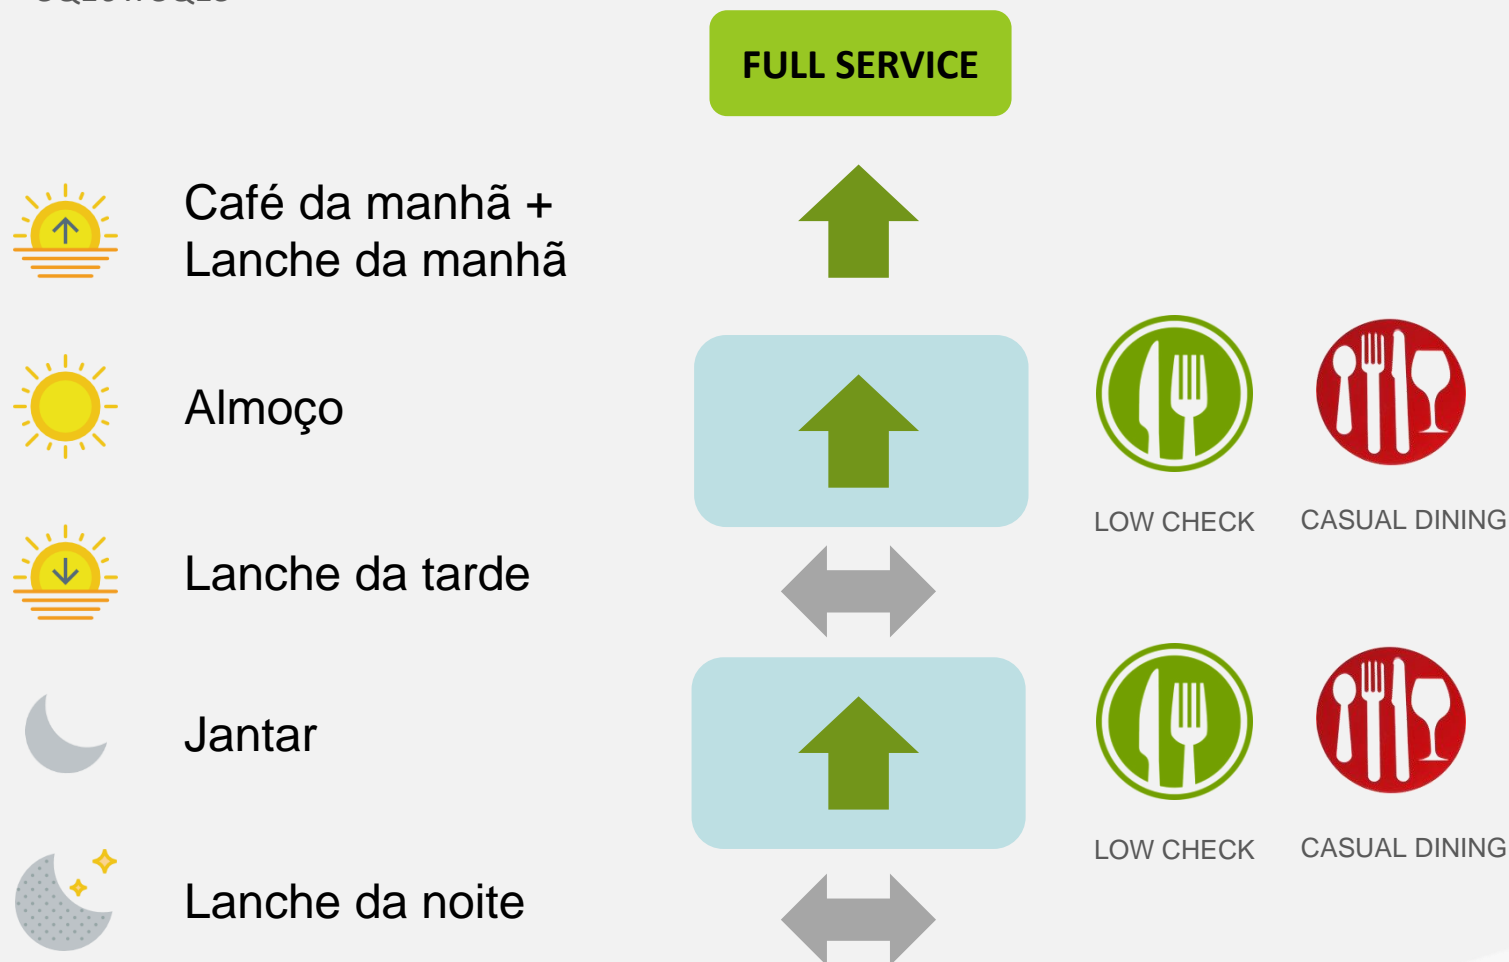 FULL SERVICE
Café da manhã +
Lanche da manhã
Almoço
LOW CHECK
CASUAL DINING
Lanche da tarde
Jantar
LOW CHECK
CASUAL DINING
Lanche da noite